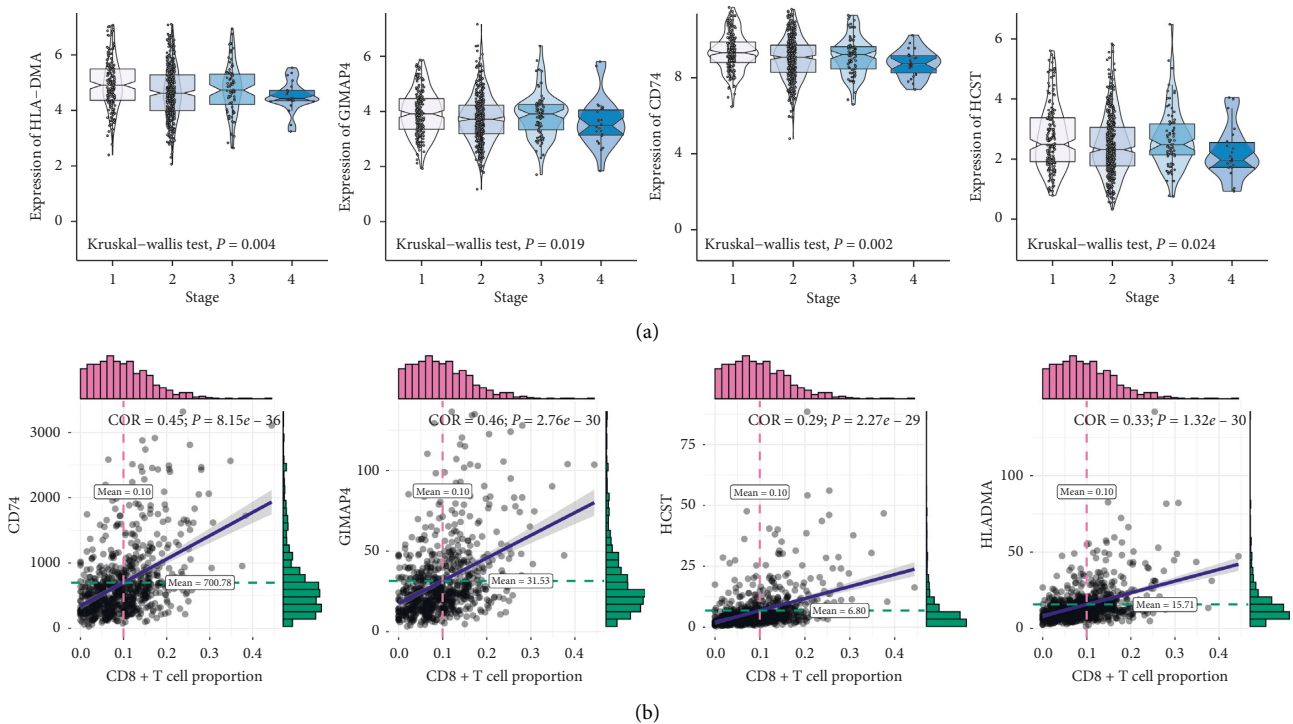 Expression of HLA–DMA
6
4
2
0
Kruskal–wallis test, P = 0.004
1 2 3 4
Stage
Expression of GIMAP4
6
4
2
0
Kruskal–wallis test, P = 0.019
1 2 3 4
Stage
Expression of CD74
8
4
0
Kruskal–wallis test, P = 0.002
1 2 3 4
Stage
Expression of HCST
6
4
2
0
Kruskal–wallis test, P = 0.024
1 2 3 4
Stage
(a)
COR = 0.45; P = 8.15e – 36
CD74
3000
2000
1000
0
Mean = 0.10
Mean = 700.78
0.0 0.1 0.2 0.3 0.4
CD8 + T cell proportion
COR = 0.46; P = 2.76e – 30
GIMAP4
100
50
0
Mean = 0.10
Mean = 31.53
0.0 0.1 0.2 0.3 0.4
CD8 + T cell proportion
COR = 0.29; P = 2.27e – 29
HCST
75
50
25
0
Mean = 0.10
Mean = 6.80
0.0 0.1 0.2 0.3 0.4
CD8 + T cell proportion
COR = 0.33; P = 1.32e – 30
HLADMA
100
50
0
Mean = 0.10
Mean = 15.71
0.0 0.1 0.2 0.3 0.4
CD8 + T cell proportion
(b)